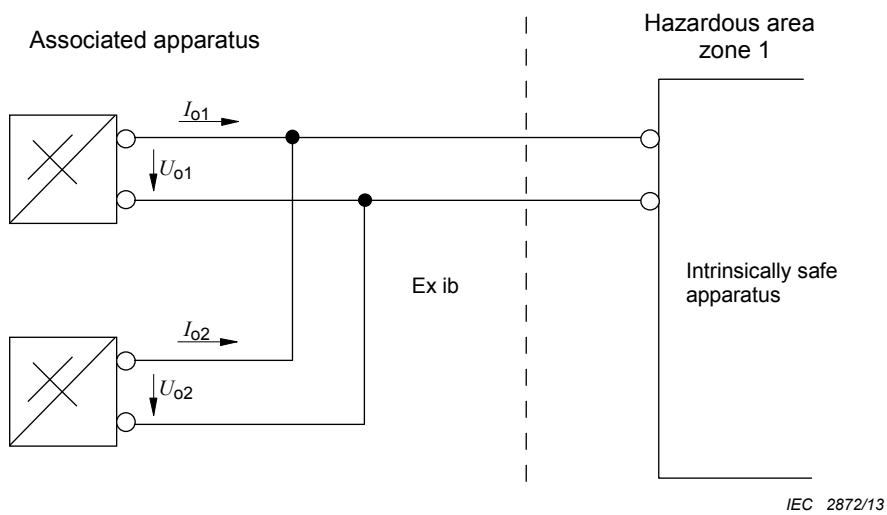 Associated apparatus
Hazardous area
zone 1
Io1
Uo1
Ex ib
Intrinsically safe
apparatus
Io2
Uo2
IEC 2872/13